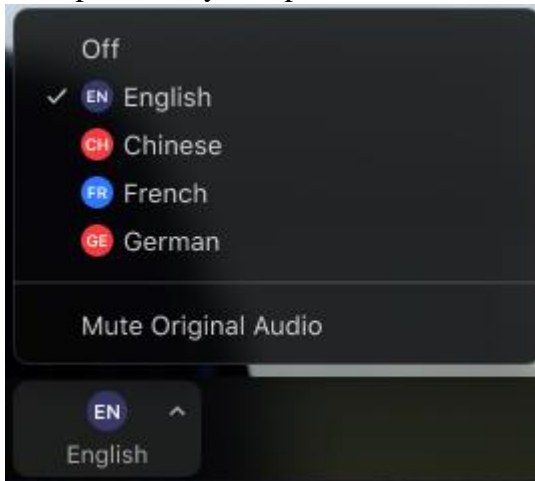 Off
EN English
CH Chinese
FR French
GE German
Mute Original Audio
EN
English